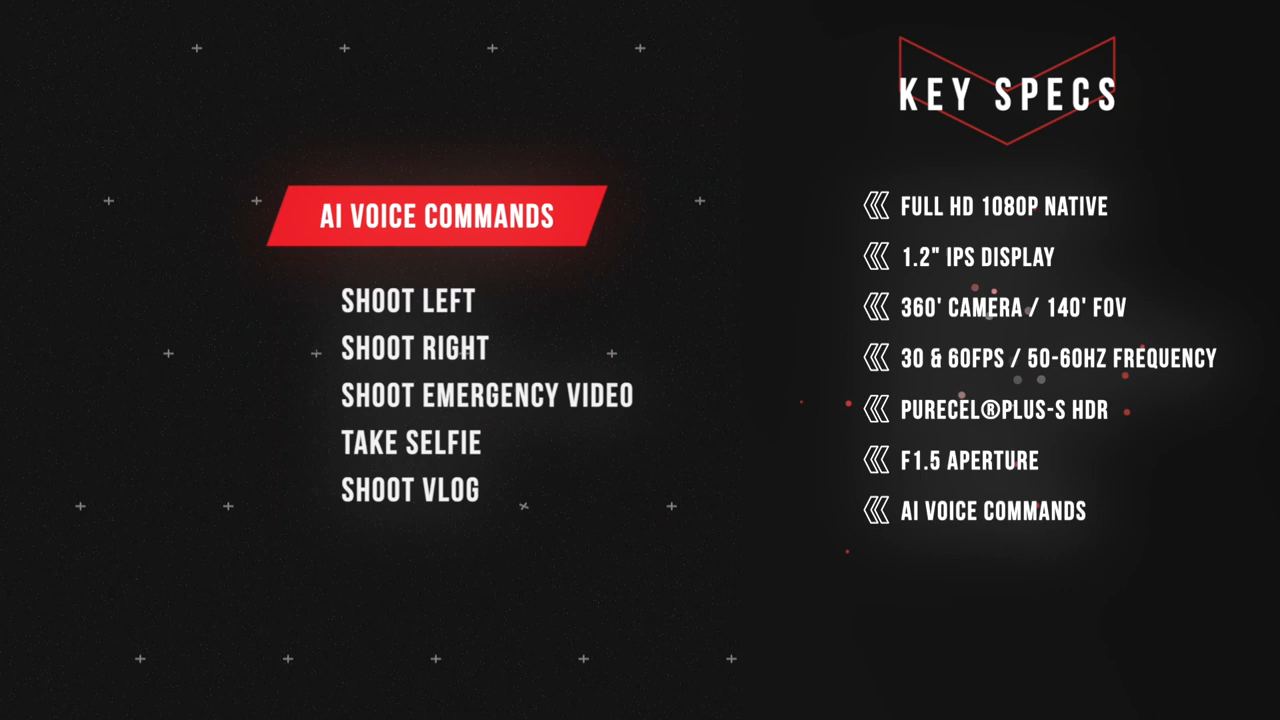 AI VOICE COMMANDS
SHOOT LEFT
SHOOT RIGHT
SHOOT EMERGENCY VIDEO
TAKE SELFIE
SHOOT VLOG
KEY SPECS
FULL HD 1080P NATIVE
1.2" IPS DISPLAY
360' CAMERA / 140' FOV
30 & 60FPS / 50-60HZ FREQUENCY
PURECEL®PLUS-S HDR
F1.5 APERTURE
AI VOICE COMMANDS